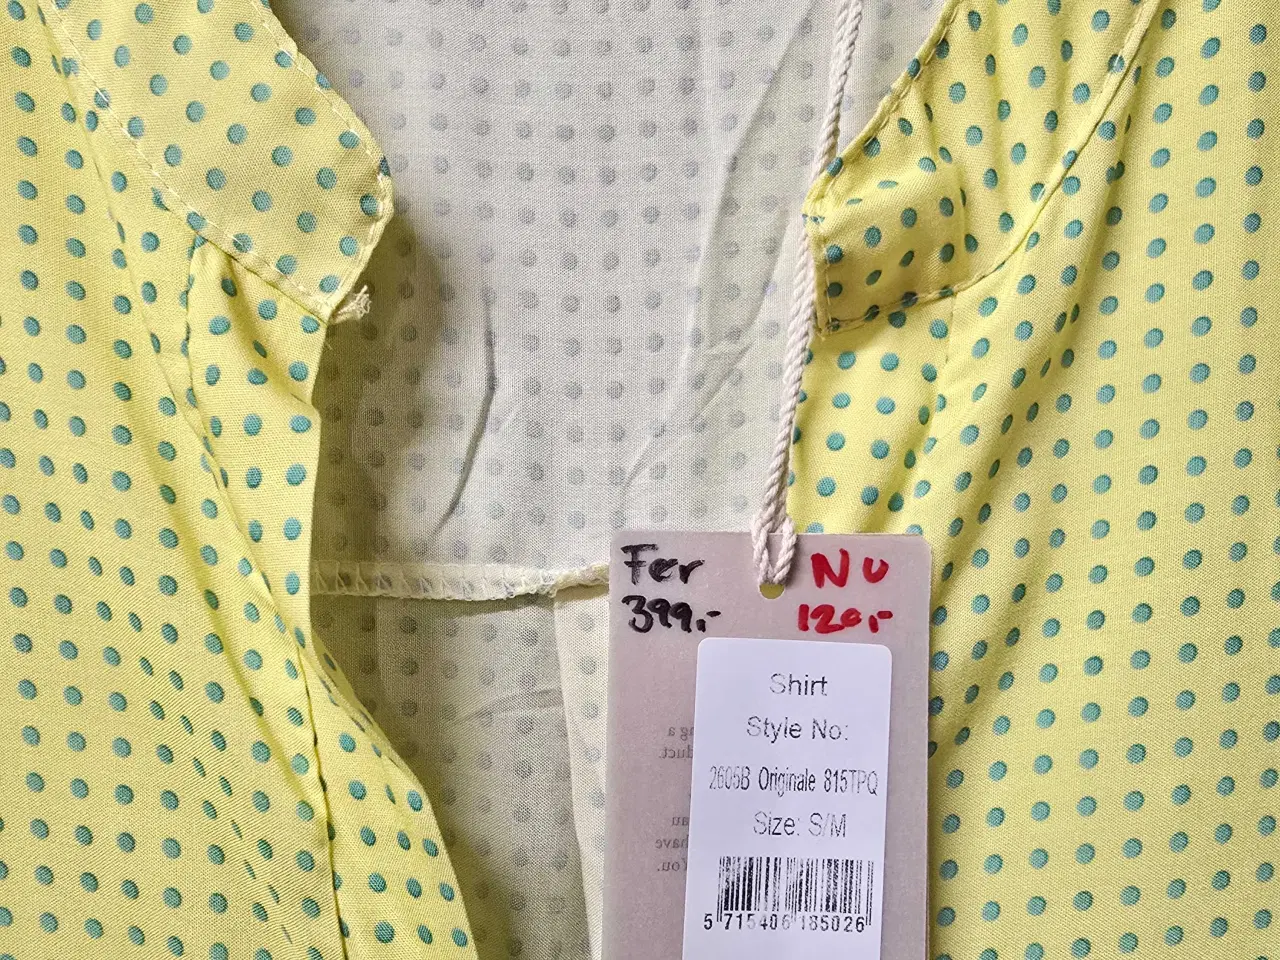 Før Nu
399,- 120,-
Shirt
Style No:
2605B Originale 815TPQ
Size: S/M
5 715406 185026